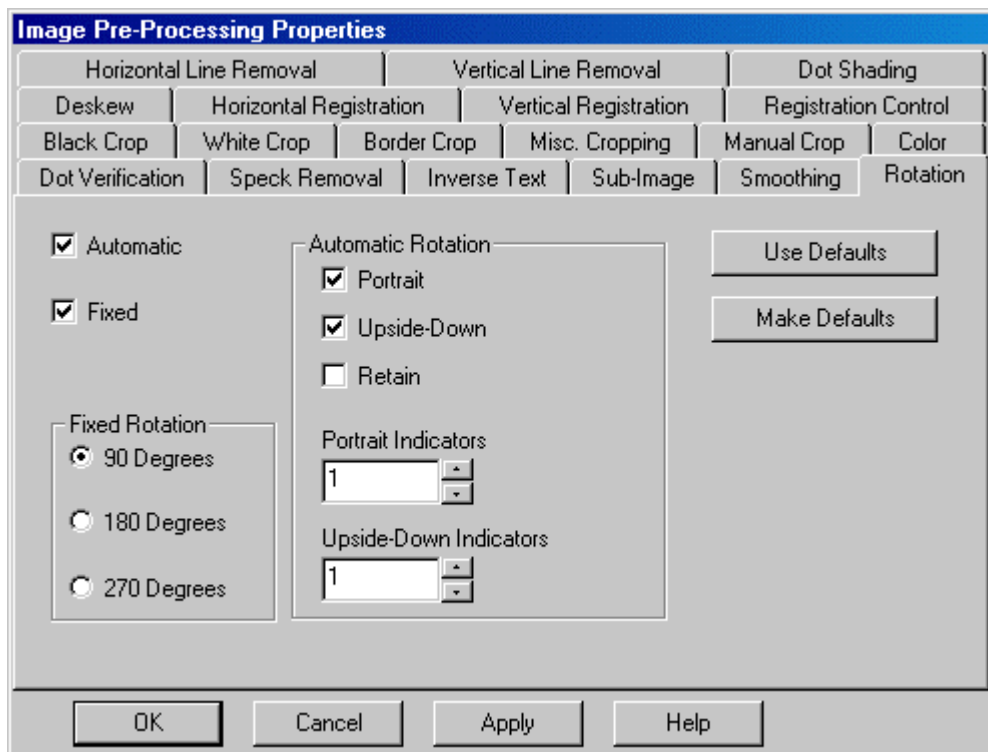 Image Pre-Processing Properties
Horizontal Line Removal Vertical Line Removal Dot Shading
Deskew Horizontal Registration Vertical Registration Registration Control
Black Crop White Crop Border Crop Misc. Cropping Manual Crop Color
Dot Verification Speck Removal Inverse Text Sub-Image Smoothing Rotation
Automatic
Fixed
Fixed Rotation
90 Degrees
180 Degrees
270 Degrees
Automatic Rotation
Portrait
Upside-Down
Retain
Portrait Indicators
1
Upside-Down Indicators
1
Use Defaults
Make Defaults
OK Cancel Apply Help